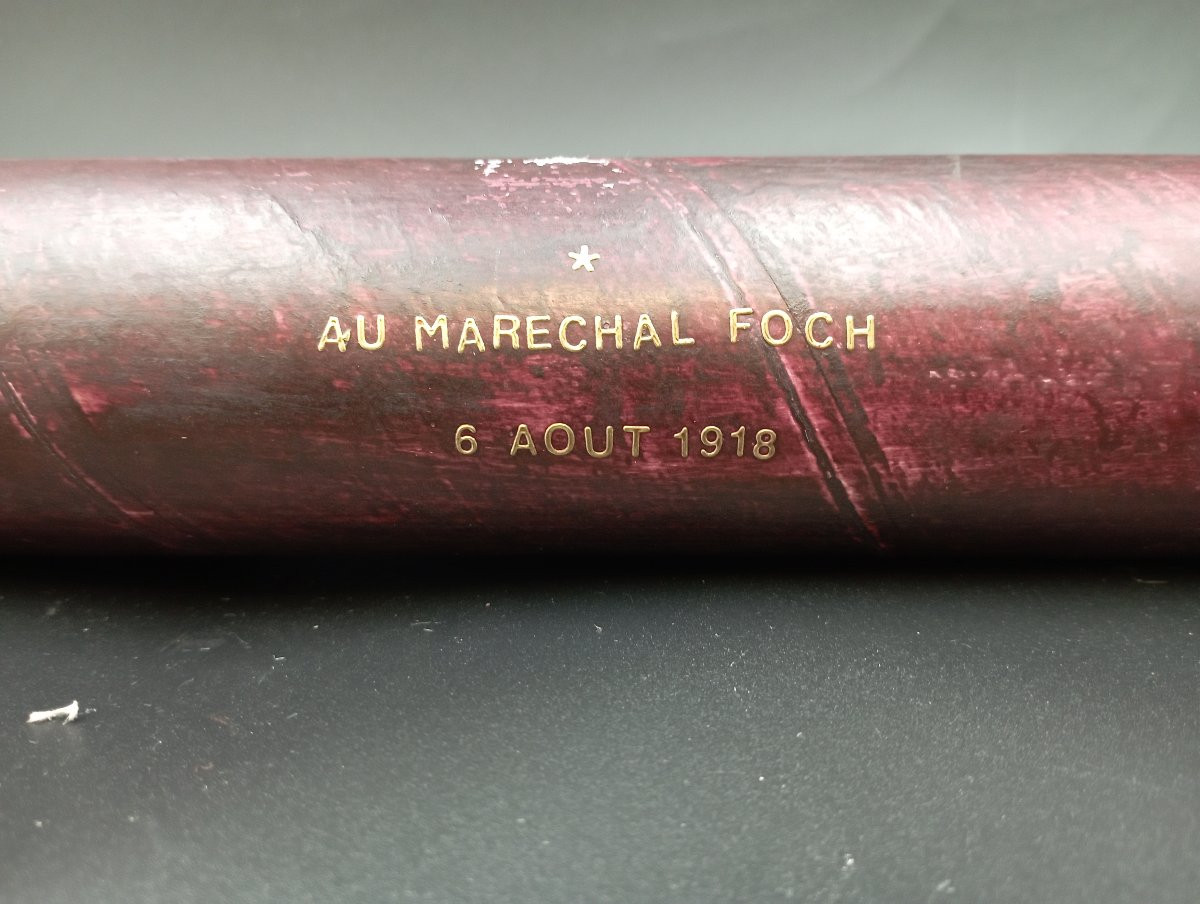 *
AU MARECHAL FOCH
6 AOUT 1918